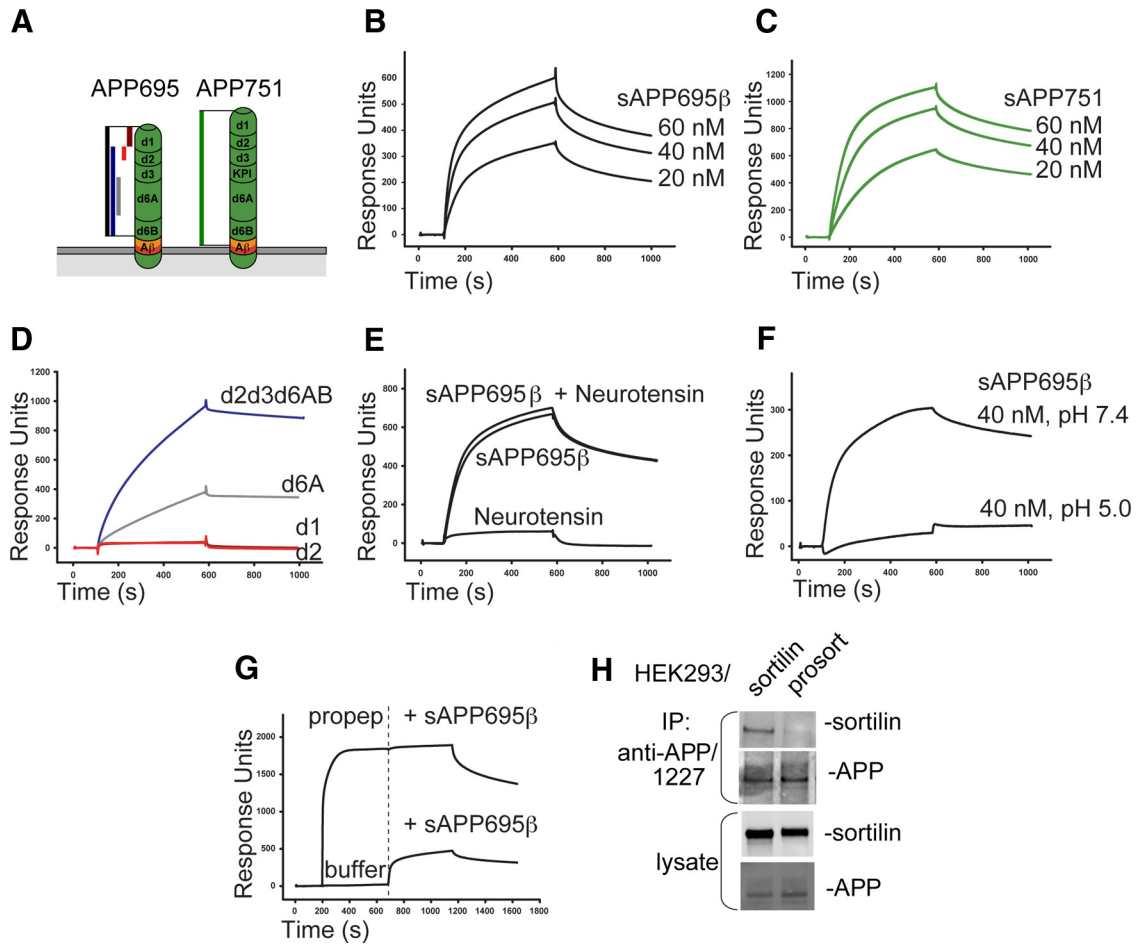 A
APP695 APP751
d1
d2
d3
d6A
d6B
Aβ
d1
d2
d3
KPI
d6A
d6B
Aβ
B
Response Units
600
500
400
300
200
100
0
sAPP695β
60 nM
40 nM
20 nM
0 200 400 600 800 1000
Time (s)
C
Response Units
1200
1000
800
600
400
200
0
sAPP751
60 nM
40 nM
20 nM
0 200 400 600 800 1000
Time (s)
D
Response Units
1200
1000
800
600
400
200
0
d2d3d6AB
d6A
d1
d2
0 200 400 600 800 1000
Time (s)
E
Response Units
800
600
400
200
0
sAPP695β + Neurotensin
sAPP695β
Neurotensin
0 200 400 600 800 1000
Time (s)
F
Response Units
300
200
100
0
sAPP695β
40 nM, pH 7.4
40 nM, pH 5.0
0 200 400 600 800 1000
Time (s)
G
Response Units
2000
1500
1000
500
0
propep + sAPP695β
+ sAPP695β
buffer
0 200 400 600 800 1000 1200 1400 1600 1800
Time (s)
H
HEK293/
sortilin
prosort
IP:
anti-APP/
1227
-sortilin
-APP
lysate
-sortilin
-APP